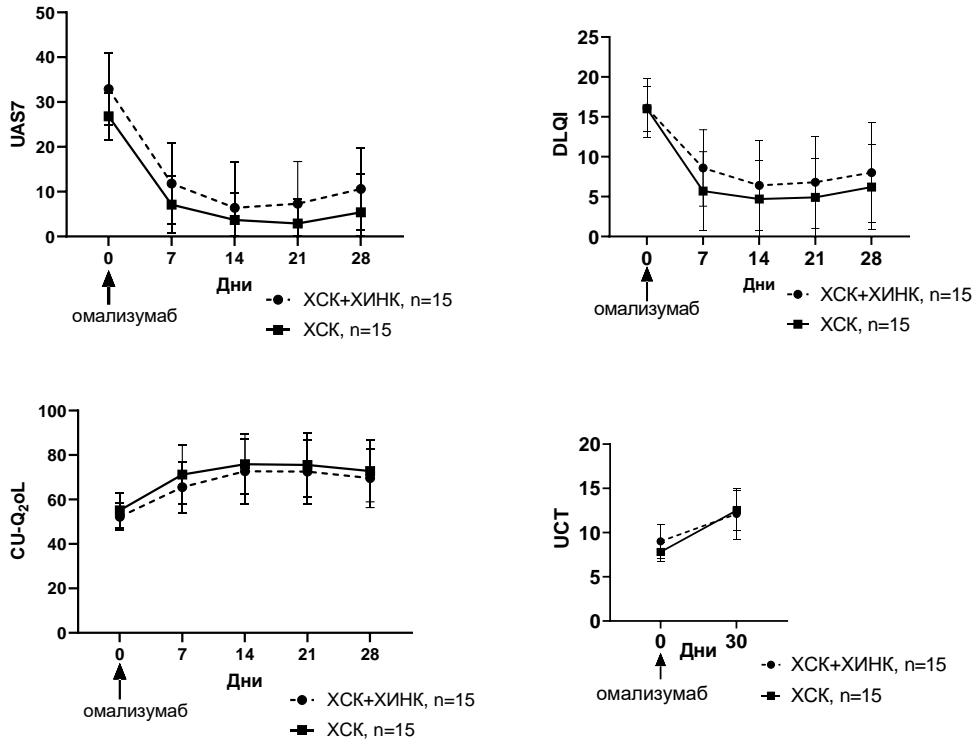 UAS7
50
40
30
20
10
0
0 7 14 21 28
Дни
омализумаб
ХСК+ХИНК, n=15
ХСК, n=15
DLQI
25
20
15
10
5
0
0 7 14 21 28
Дни
омализумаб
ХСК+ХИНК, n=15
ХСК, n=15
CU-Q₂oL
100
80
60
40
20
0
0 7 14 21 28
Дни
омализумаб
ХСК+ХИНК, n=15
ХСК, n=15
UCT
20
15
10
5
0
0 30
Дни
омализумаб
ХСК+ХИНК, n=15
ХСК, n=15